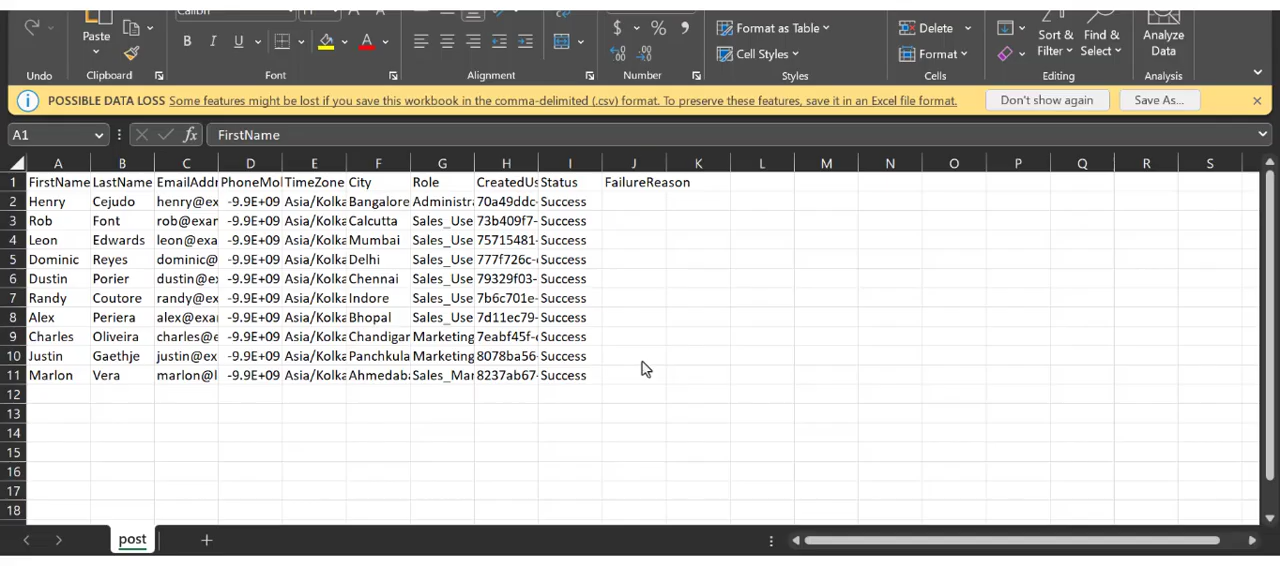 Calibri
Paste
B I U A
$ % 9
Format as Table
Cell Styles
Delete
Format
Sort & Filter
Find & Select
Analyze Data
Undo Clipboard Font Alignment Number Styles Cells Editing Analysis
POSSIBLE DATA LOSS Some features might be lost if you save this workbook in the comma-delimited (.csv) format. To preserve these features, save it in an Excel file format. Don't show again Save As...
A1 fx FirstName
A B C D E F G H I J K L M N O P Q R S
1 FirstName LastName EmailAddr PhoneMol TimeZone City Role CreatedUs Status FailureReason
2 Henry Cejudo henry@ex -9.9E+09 Asia/Kolka Bangalore Administra 70a49ddc- Success
3 Rob Font rob@exar -9.9E+09 Asia/Kolka Calcutta Sales_Use 73b409f7- Success
4 Leon Edwards leon@exa -9.9E+09 Asia/Kolka Mumbai Sales_Use 75715481- Success
5 Dominic Reyes dominic@ -9.9E+09 Asia/Kolka Delhi Sales_Use 777f726c- Success
6 Dustin Porier dustin@ex -9.9E+09 Asia/Kolka Chennai Sales_Use 79329f03- Success
7 Randy Coutore randy@ex -9.9E+09 Asia/Kolka Indore Sales_Use 7b6c701e- Success
8 Alex Periera alex@exa -9.9E+09 Asia/Kolka Bhopal Sales_Use 7d11ec79- Success
9 Charles Oliveira charles@e -9.9E+09 Asia/Kolka Chandigar Marketing 7eabf45f- Success
10 Justin Gaethje justin@ex -9.9E+09 Asia/Kolka Panchkula Marketing 8078ba56- Success
11 Marlon Vera marlon@l -9.9E+09 Asia/Kolka Ahmedaba Sales_Mar 8237ab67- Success
12
13
14
15
16
17
18
post